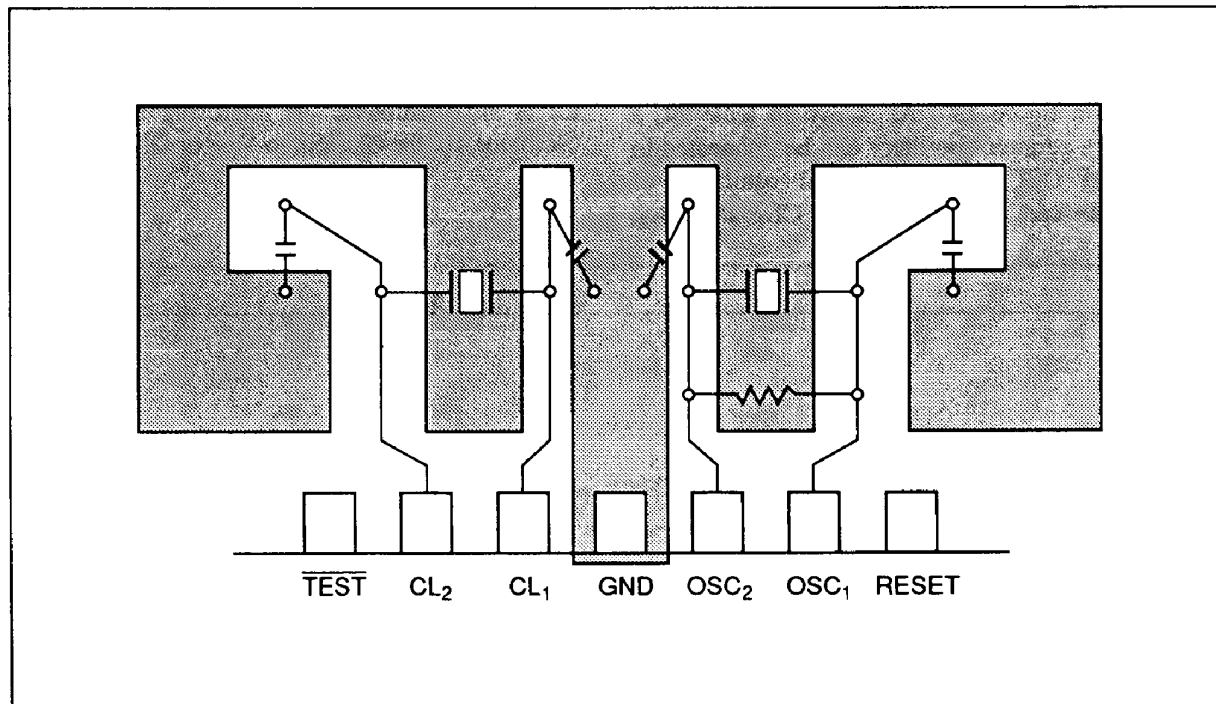 TEST CL₂ CL₁ GND OSC₂ OSC₁ RESET